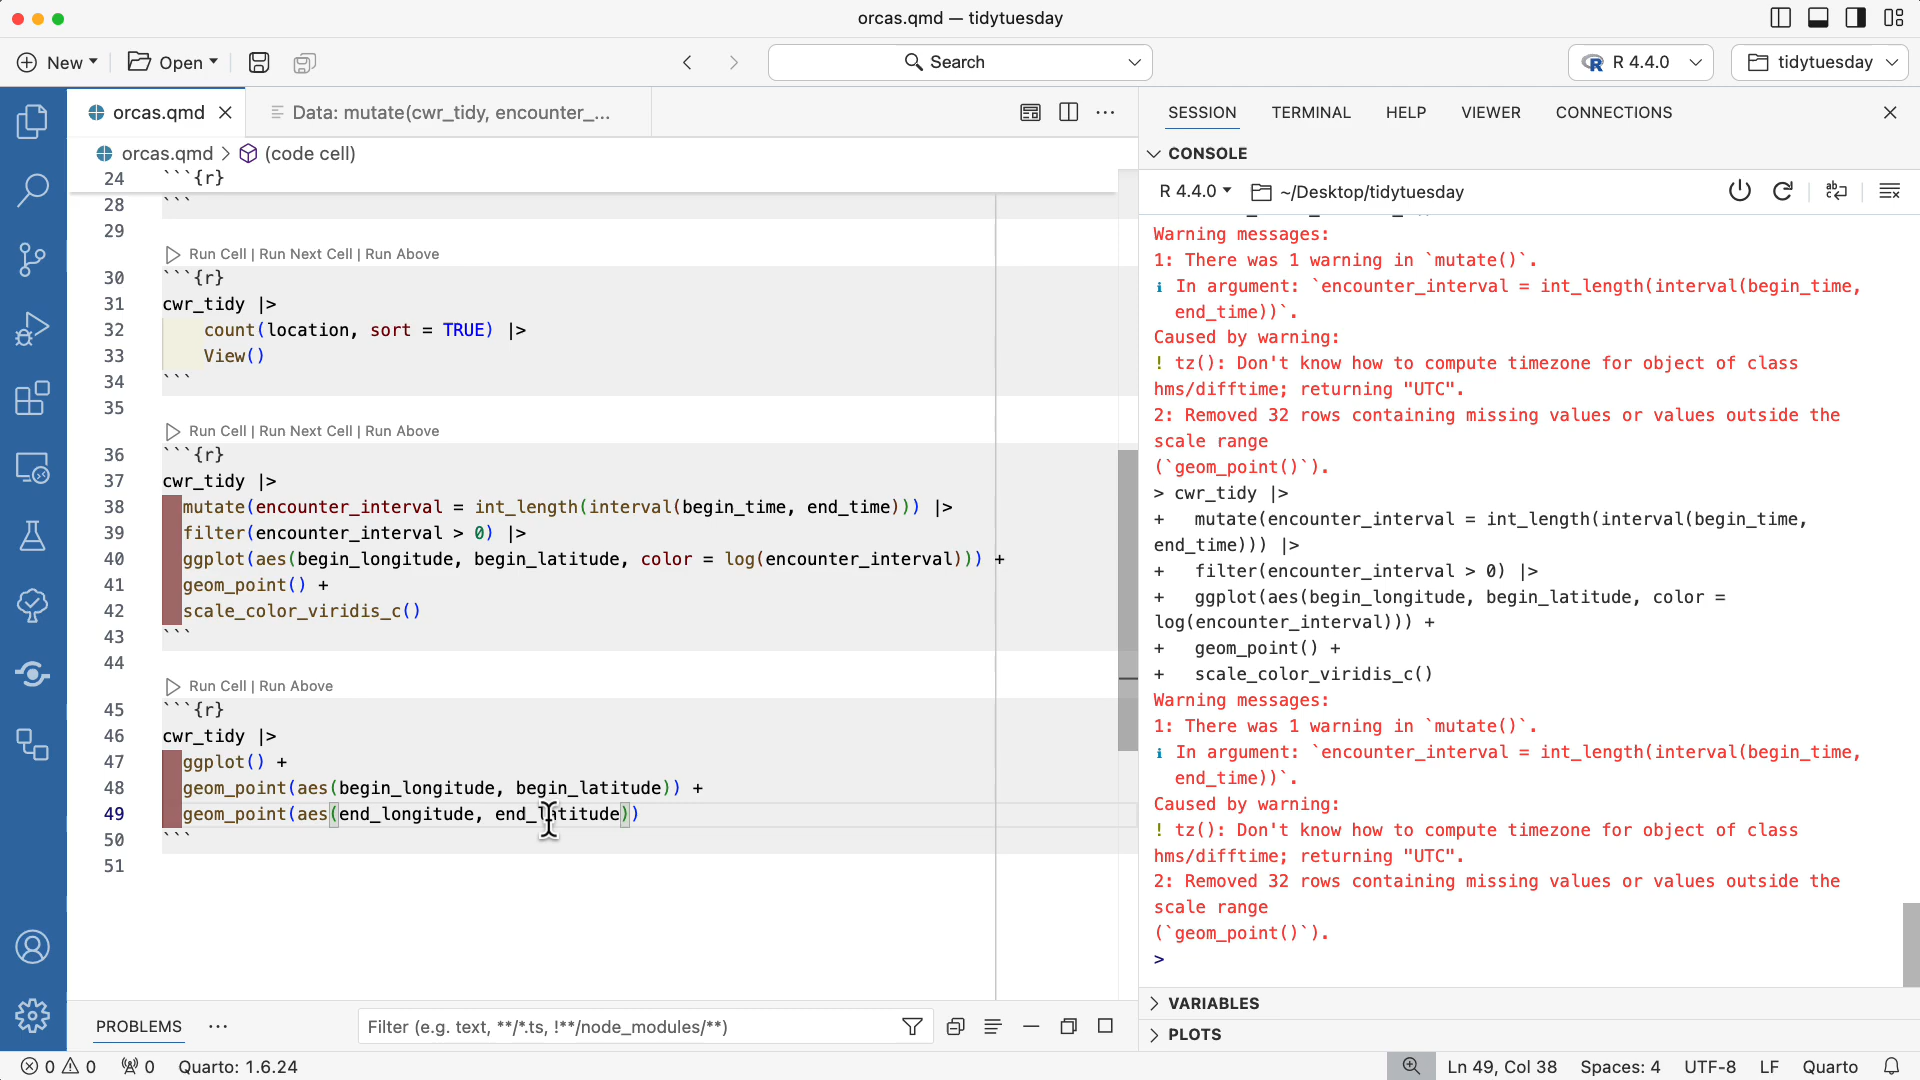 orcas.qmd — tidytuesday
New
Open
Search
R 4.4.0
tidytuesday
orcas.qmd
Data: mutate(cwr_tidy, encounter_...
orcas.qmd > (code cell)
24 ```{r}
28 ```
29
Run Cell | Run Next Cell | Run Above
30 ```{r}
31 cwr_tidy |>
32 count(location, sort = TRUE) |>
33 View()
34 ```
35
Run Cell | Run Next Cell | Run Above
36 ```{r}
37 cwr_tidy |>
38 mutate(encounter_interval = int_length(interval(begin_time, end_time))) |>
39 filter(encounter_interval > 0) |>
40 ggplot(aes(begin_longitude, begin_latitude, color = log(encounter_interval))) +
41 geom_point() +
42 scale_color_viridis_c()
43 ```
44
Run Cell | Run Above
45 ```{r}
46 cwr_tidy |>
47 ggplot() +
48 geom_point(aes(begin_longitude, begin_latitude)) +
49 geom_point(aes(end_longitude, end_latitude))
50 ```
51
PROBLEMS
Filter (e.g. text, **/*.ts, !**/node_modules/**)
SESSION TERMINAL HELP VIEWER CONNECTIONS
CONSOLE
R 4.4.0 ~/Desktop/tidytuesday
Warning messages:
1: There was 1 warning in `mutate()`.
ℹ In argument: `encounter_interval = int_length(interval(begin_time,
end_time))`.
Caused by warning:
! tz(): Don't know how to compute timezone for object of class
hms/difftime; returning "UTC".
2: Removed 32 rows containing missing values or values outside the
scale range
(`geom_point()`).
> cwr_tidy |>
+ mutate(encounter_interval = int_length(interval(begin_time,
end_time))) |>
+ filter(encounter_interval > 0) |>
+ ggplot(aes(begin_longitude, begin_latitude, color =
log(encounter_interval))) +
+ geom_point() +
+ scale_color_viridis_c()
Warning messages:
1: There was 1 warning in `mutate()`.
ℹ In argument: `encounter_interval = int_length(interval(begin_time,
end_time))`.
Caused by warning:
! tz(): Don't know how to compute timezone for object of class
hms/difftime; returning "UTC".
2: Removed 32 rows containing missing values or values outside the
scale range
(`geom_point()`).
>
VARIABLES
PLOTS
0 0 0 Quarto: 1.6.24
Ln 49, Col 38 Spaces: 4 UTF-8 LF Quarto